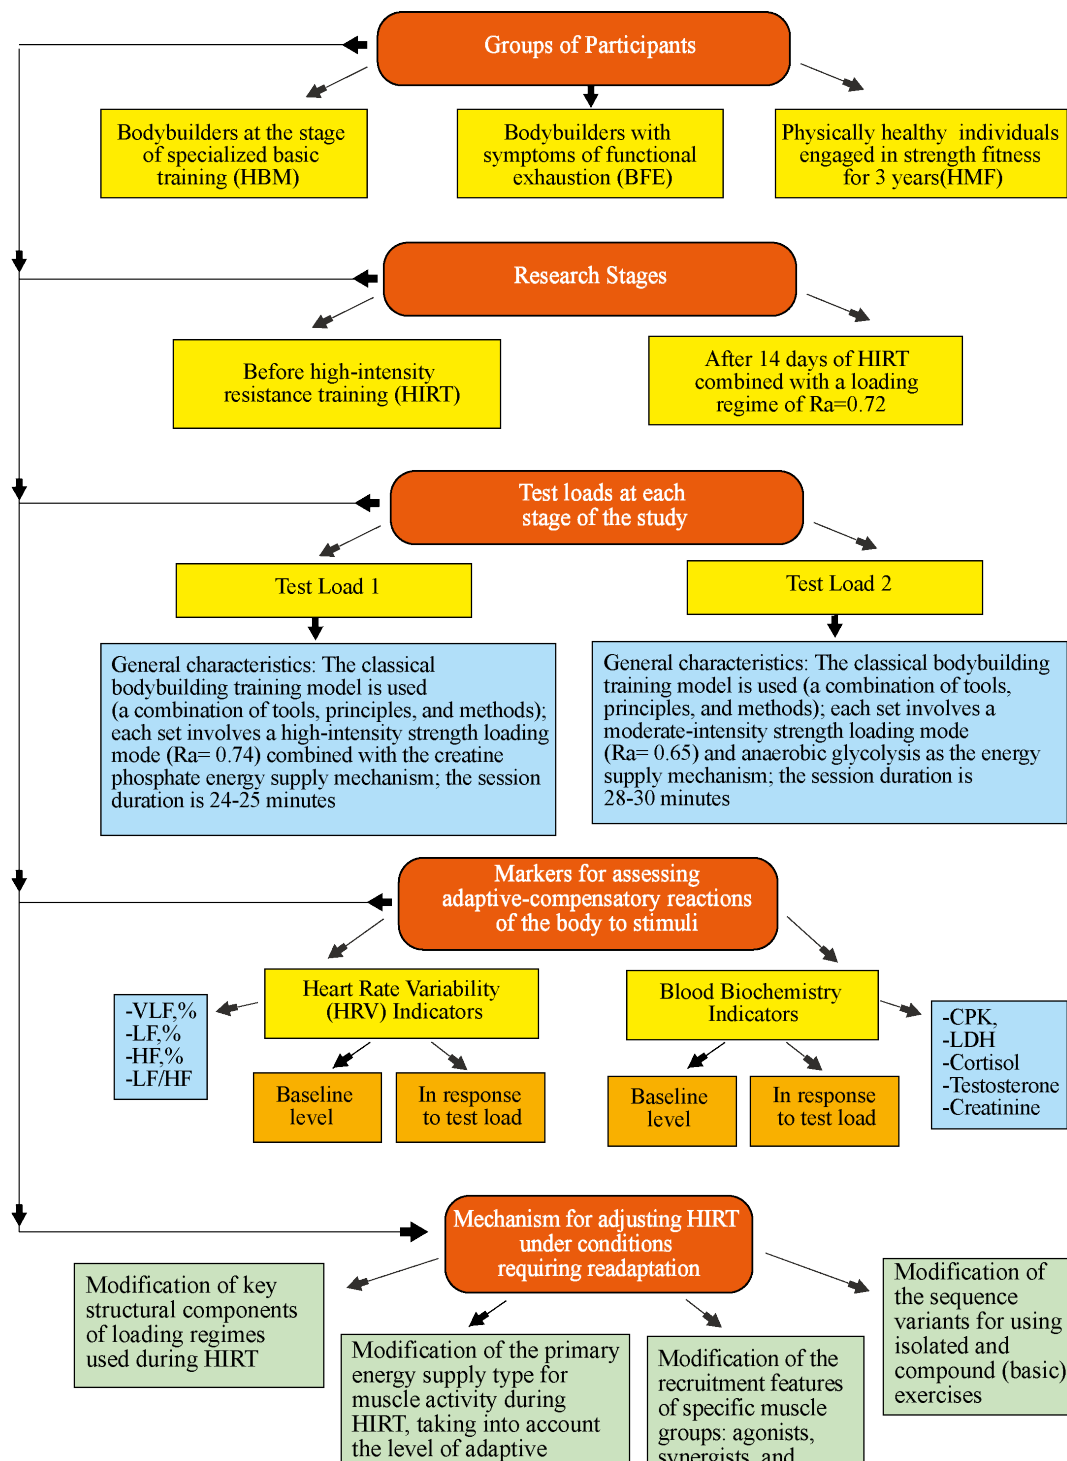 Groups of Participants
Bodybuilders at the stage
of specialized basic
training (HBM)
Bodybuilders with
symptoms of functional
exhaustion (BFE)
Physically healthy individuals
engaged in strength fitness
for 3 years(HMF)
Research Stages
Before high-intensity
resistance training (HIRT)
After 14 days of HIRT
combined with a loading
regime of Ra=0.72
Test loads at each
stage of the study
Test Load 1
Test Load 2
General characteristics: The classical
bodybuilding training model is used
(a combination of tools, principles, and methods);
each set involves a high-intensity strength loading
mode (Ra= 0.74) combined with the creatine
phosphate energy supply mechanism; the session
duration is 24-25 minutes
General characteristics: The classical bodybuilding
training model is used (a combination of tools,
principles, and methods); each set involves a
moderate-intensity strength loading mode
(Ra= 0.65) and anaerobic glycolysis as the energy
supply mechanism; the session duration is
28-30 minutes
Markers for assessing
adaptive-compensatory reactions
of the body to stimuli
-VLF,%
-LF,%
-HF,%
-LF/HF
Heart Rate Variability
(HRV) Indicators
Blood Biochemistry
Indicators
-CPK,
-LDH
-Cortisol
-Testosterone
-Creatinine
Baseline
level
In response
to test load
Baseline
level
In response
to test load
Mechanism for adjusting HIRT
under conditions
requiring readaptation
Modification of key
structural components
of loading regimes
used during HIRT
Modification of the primary
energy supply type for
muscle activity during
HIRT, taking into account
the level of adaptive
Modification of the
recruitment features
of specific muscle
groups: agonists,
synergists, and
Modification of
the sequence
variants for using
isolated and
compound (basic)
exercises